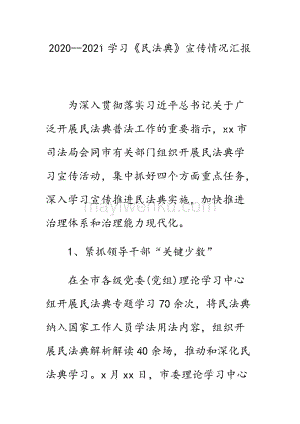 2020--2021学习《民法典》宣传情况汇报
为深入贯彻落实习近平总书记关于广
泛开展民法典普法工作的重要指示，xx市
司法局会同市有关部门组织开展民法典学
习宣传活动，集中抓好四个方面重点任务，
深入学习宣传推进民法典实施，加快推进
治理体系和治理能力现代化。
1、紧抓领导干部“关键少数”
在全市各级党委(党组)理论学习中心
组开展民法典专题学习70余次，将民法典
纳入国家工作人员学法用法内容，组织开
展民法典解析解读40余场，推动和深化民
法典学习。x月xx日，市委理论学习中心